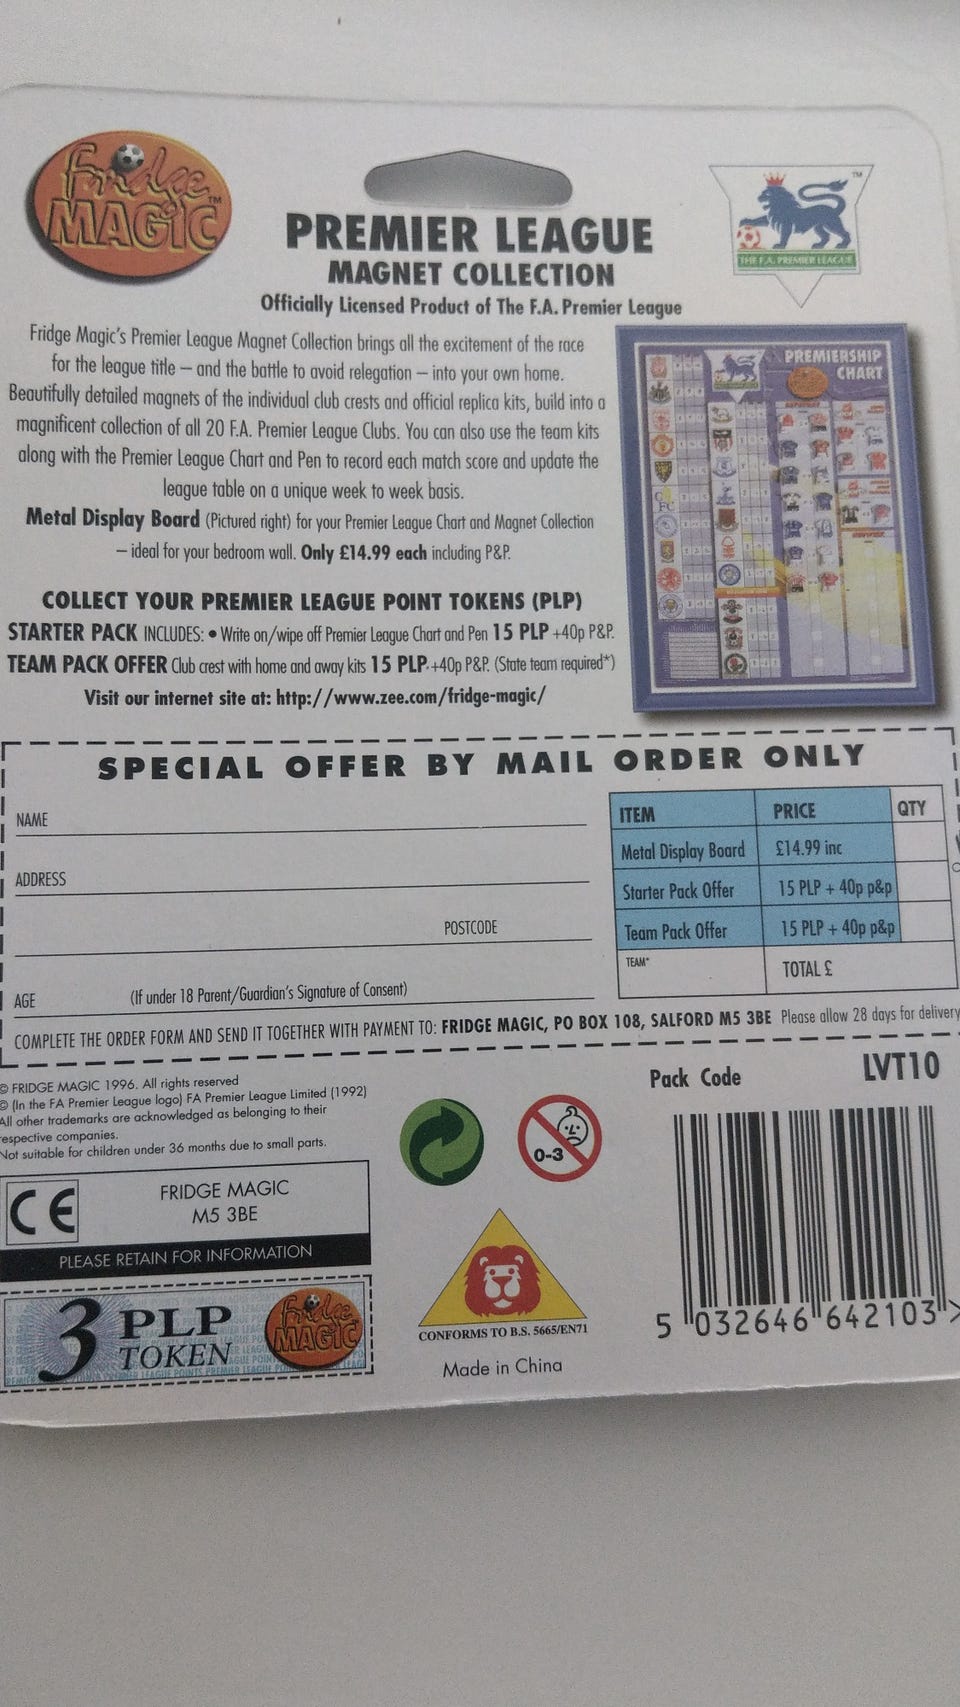 Fridge
MAGIC™
PREMIER LEAGUE
MAGNET COLLECTION
Officially Licensed Product of The F.A. Premier League
TM
THE F.A. PREMIER LEAGUE
Fridge Magic's Premier League Magnet Collection brings all the excitement of the race
for the league title – and the battle to avoid relegation – into your own home.
Beautifully detailed magnets of the individual club crests and official replica kits, build into a
magnificent collection of all 20 F.A. Premier League Clubs. You can also use the team kits
along with the Premier League Chart and Pen to record each match score and update the
league table on a unique week to week basis.
Metal Display Board (Pictured right) for your Premier League Chart and Magnet Collection
– ideal for your bedroom wall. Only £14.99 each including P&P.
PREMIERSHIP
CHART
COLLECT YOUR PREMIER LEAGUE POINT TOKENS (PLP)
STARTER PACK INCLUDES: • Write on/wipe off Premier League Chart and Pen 15 PLP +40p P&P.
TEAM PACK OFFER Club crest with home and away kits 15 PLP +40p P&P. (State team required*)
Visit our internet site at: http://www.zee.com/fridge-magic/
SPECIAL OFFER BY MAIL ORDER ONLY
NAME
ADDRESS
POSTCODE
AGE (If under 18 Parent/Guardian's Signature of Consent)
ITEM PRICE QTY
Metal Display Board £14.99 inc
Starter Pack Offer 15 PLP + 40p p&p
Team Pack Offer 15 PLP + 40p p&p
TEAM* TOTAL £
COMPLETE THE ORDER FORM AND SEND IT TOGETHER WITH PAYMENT TO: FRIDGE MAGIC, PO BOX 108, SALFORD M5 3BE Please allow 28 days for delivery
© FRIDGE MAGIC 1996. All rights reserved
© (In the FA Premier League logo) FA Premier League Limited (1992)
All other trademarks are acknowledged as belonging to their
respective companies.
Not suitable for children under 36 months due to small parts.
Pack Code LVT10
0-3
CE
FRIDGE MAGIC
M5 3BE
PLEASE RETAIN FOR INFORMATION
3 PLP
TOKEN
Fridge
MAGIC
CONFORMS TO B.S. 5665/EN71
Made in China
5 032646 642103 >